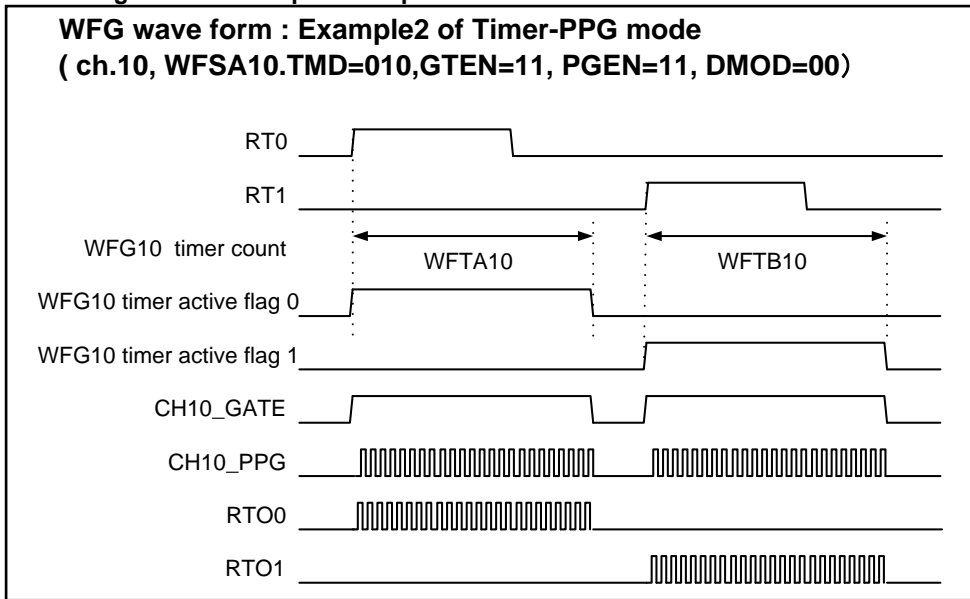 WFG wave form : Example2 of Timer-PPG mode
( ch.10, WFSA10.TMD=010,GTEN=11, PGEN=11, DMOD=00）
RT0
RT1
WFG10 timer count
WFTA10
WFTB10
WFG10 timer active flag 0
WFG10 timer active flag 1
CH10_GATE
CH10_PPG
RTO0
RTO1